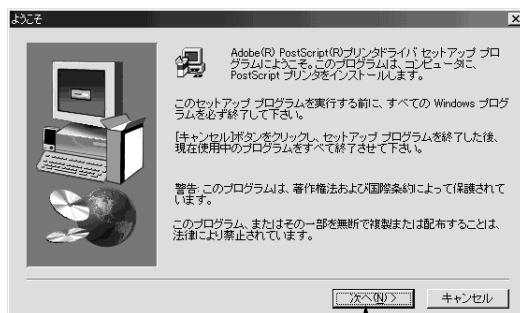 ようこそ
Adobe(R) PostScript(R)プリンタドライバ セットアップ プロ
グラムにようこそ。このプログラムは、コンピュータに、
PostScript プリンタをインストールします。
このセットアップ プログラムを実行する前に、すべての Windows プログ
ラムを必ず終了して下さい。
[キャンセル]ボタンをクリックし、セットアップ プログラムを終了した後、
現在使用中のプログラムをすべて終了させて下さい。
警告: このプログラムは、著作権法および国際条約によって保護されて
います。
このプログラム、またはその一部を無断で複製または配布することは、
法律により禁止されています。
次へ(N) >
キャンセル